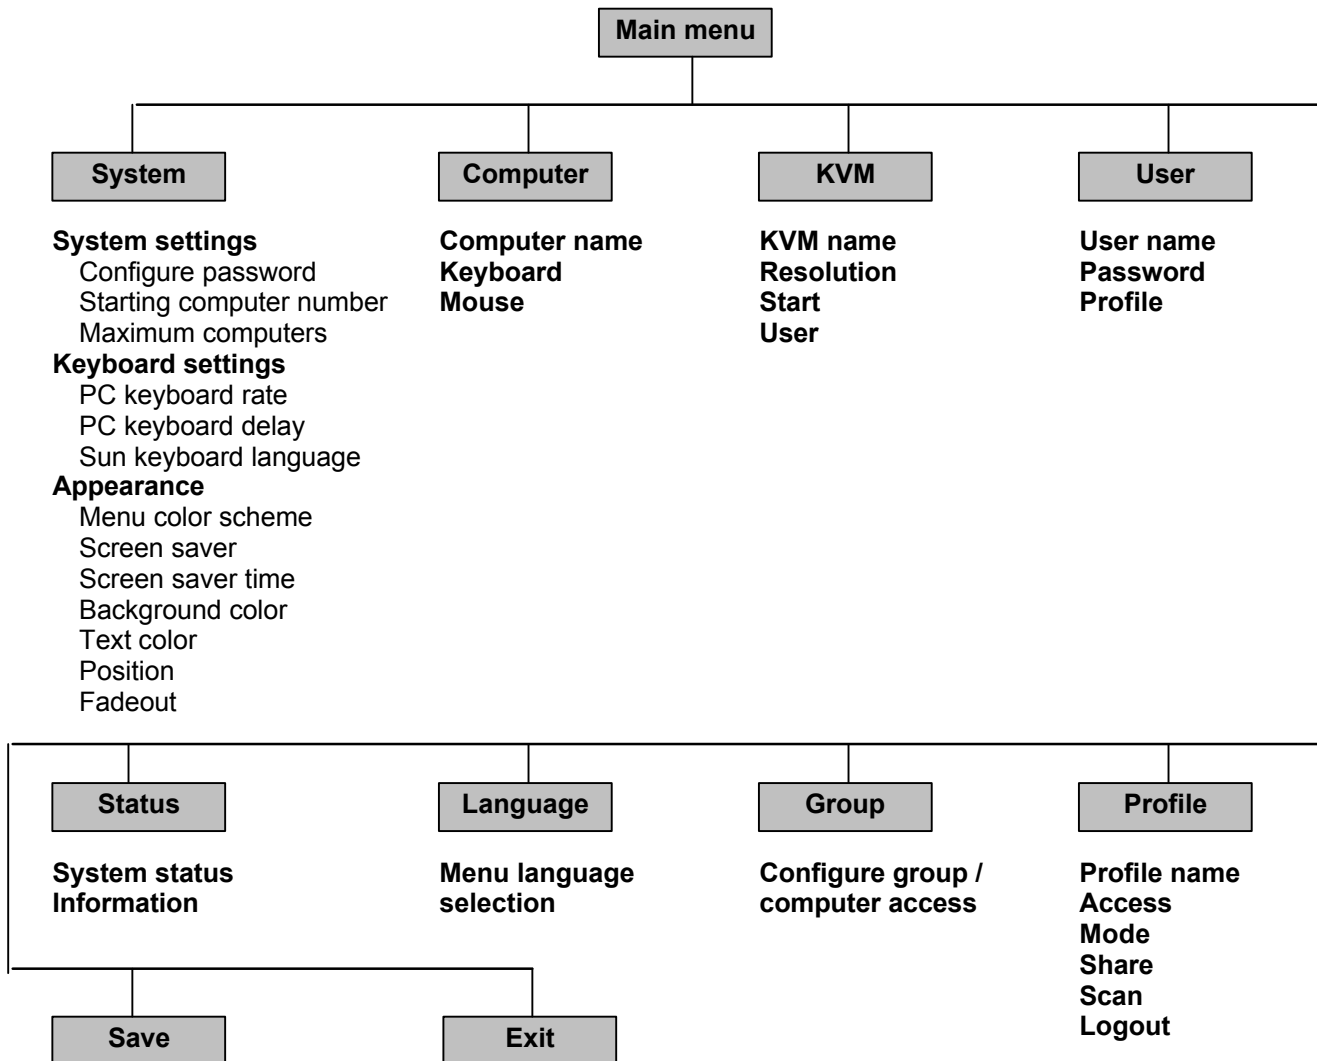 Main menu
System
Computer
KVM
User
System settings
Configure password
Starting computer number
Maximum computers
Keyboard settings
PC keyboard rate
PC keyboard delay
Sun keyboard language
Appearance
Menu color scheme
Screen saver
Screen saver time
Background color
Text color
Position
Fadeout
Computer name
Keyboard
Mouse
KVM name
Resolution
Start
User
User name
Password
Profile
Status
Language
Group
Profile
System status
Information
Menu language
selection
Configure group /
computer access
Profile name
Access
Mode
Share
Scan
Logout
Save
Exit